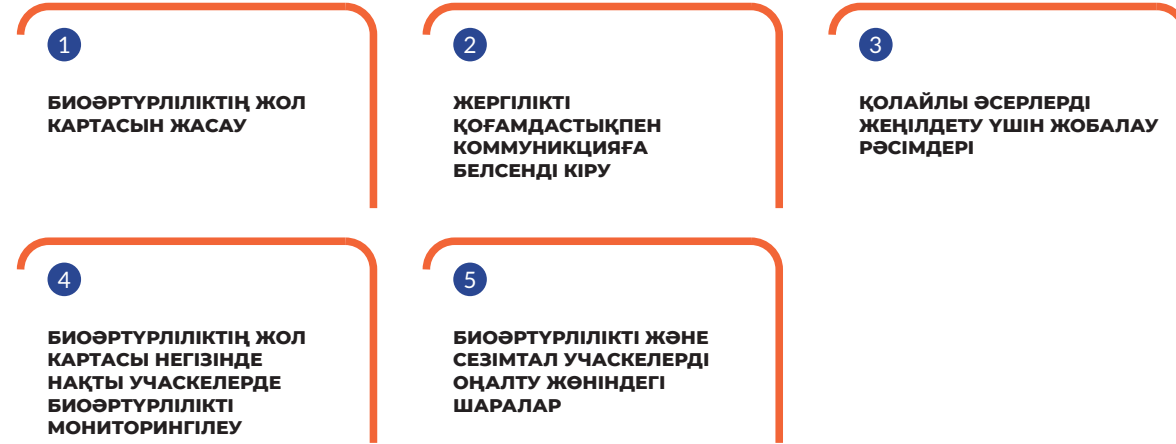 1
БИОӘРТҮРЛІЛІКТІҢ ЖОЛ
КАРТАСЫН ЖАСАУ
2
ЖЕРГІЛІКТІ
ҚОҒАМДАСТЫҚПЕН
КОММУНИКЦИЯҒА
БЕЛСЕНДІ КІРУ
3
ҚОЛАЙЛЫ ӘСЕРЛЕРДІ
ЖЕҢІЛДЕТУ ҮШІН ЖОБАЛАУ
РӘСІМДЕРІ
4
БИОӘРТҮРЛІЛІКТІҢ ЖОЛ
КАРТАСЫ НЕГІЗІНДЕ
НАҚТЫ УЧАСКЕЛЕРДЕ
БИОӘРТҮРЛІЛІКТІ
МОНИТОРИНГІЛЕУ
5
БИОӘРТҮРЛІЛІКТІ ЖӘНЕ
СЕЗІМТАЛ УЧАСКЕЛЕРДІ
ОҢАЛТУ ЖӨНІНДЕГІ
ШАРАЛАР